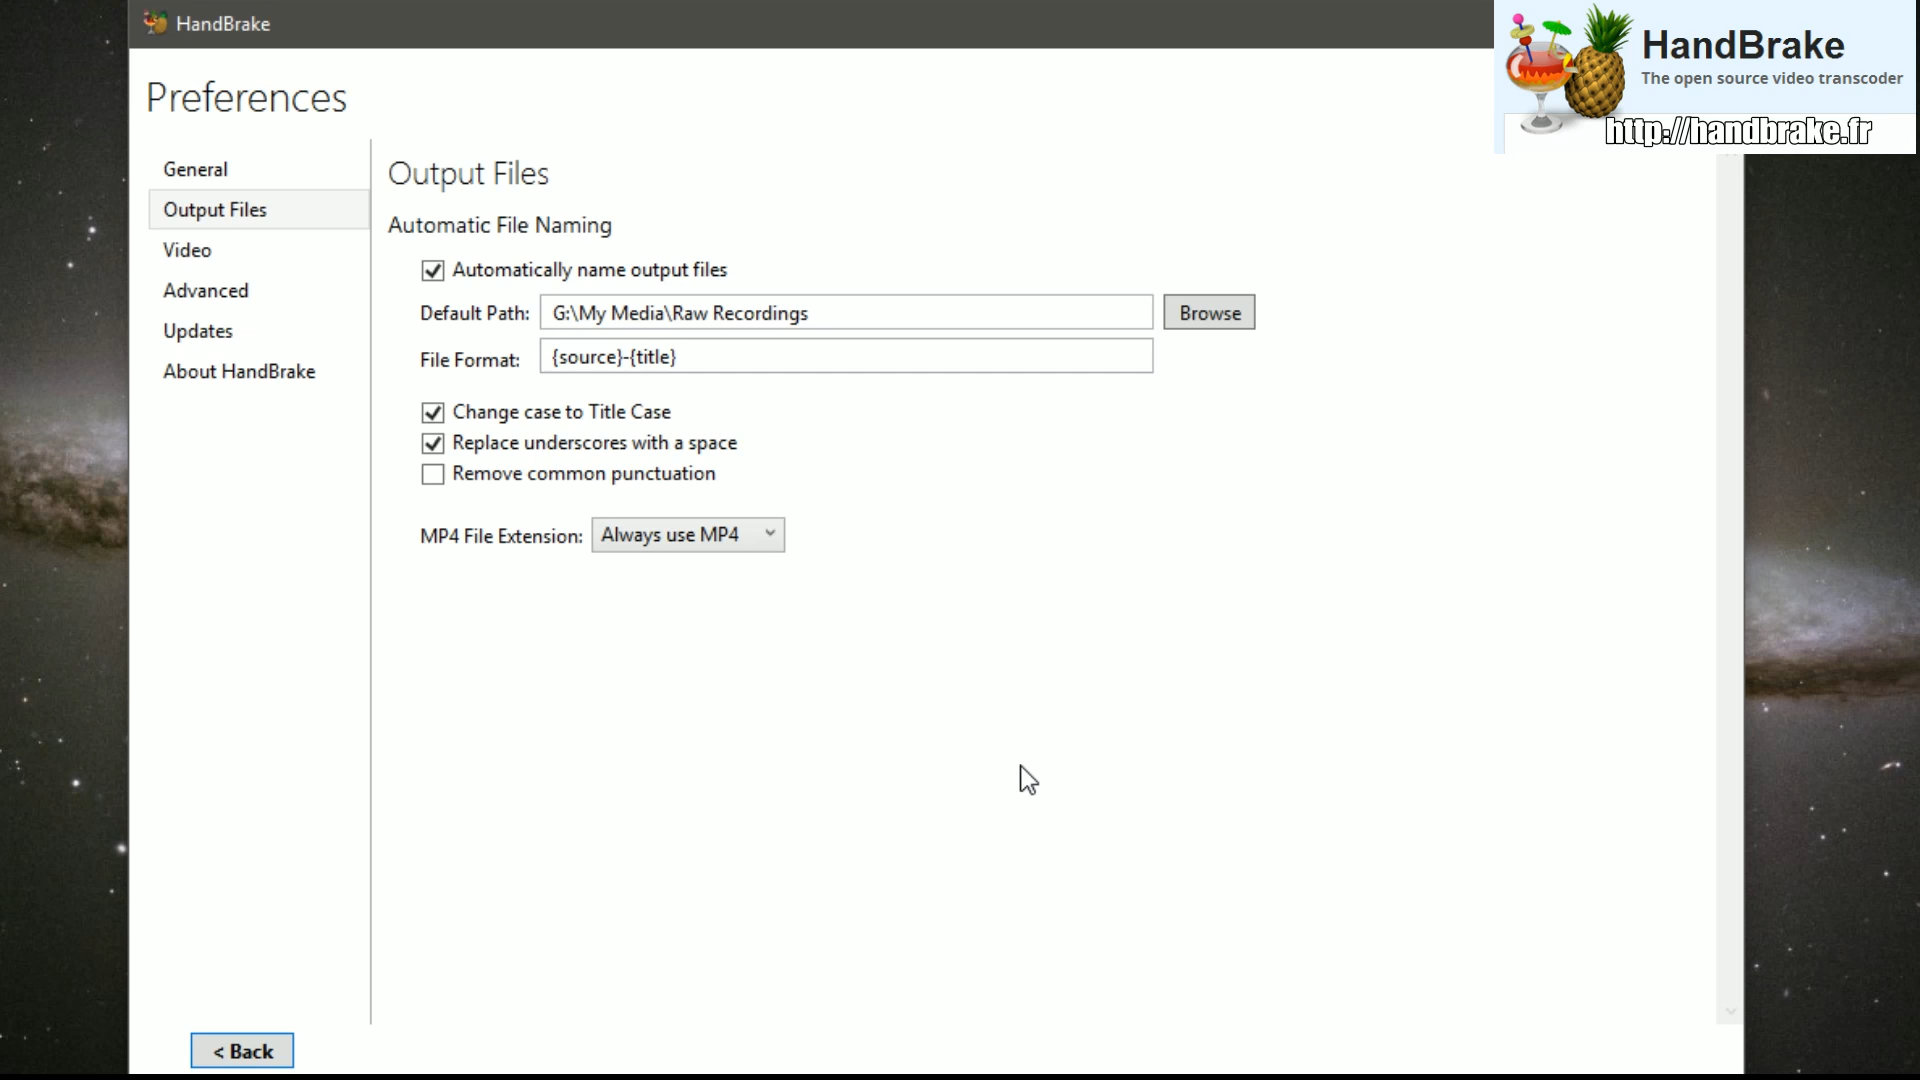 HandBrake
HandBrake
The open source video transcoder
http://handbrake.fr
Preferences
General
Output Files
Video
Advanced
Updates
About HandBrake
Output Files
Automatic File Naming
Automatically name output files
Default Path: G:\My Media\Raw Recordings Browse
File Format: {source}-{title}
Change case to Title Case
Replace underscores with a space
Remove common punctuation
MP4 File Extension: Always use MP4
< Back